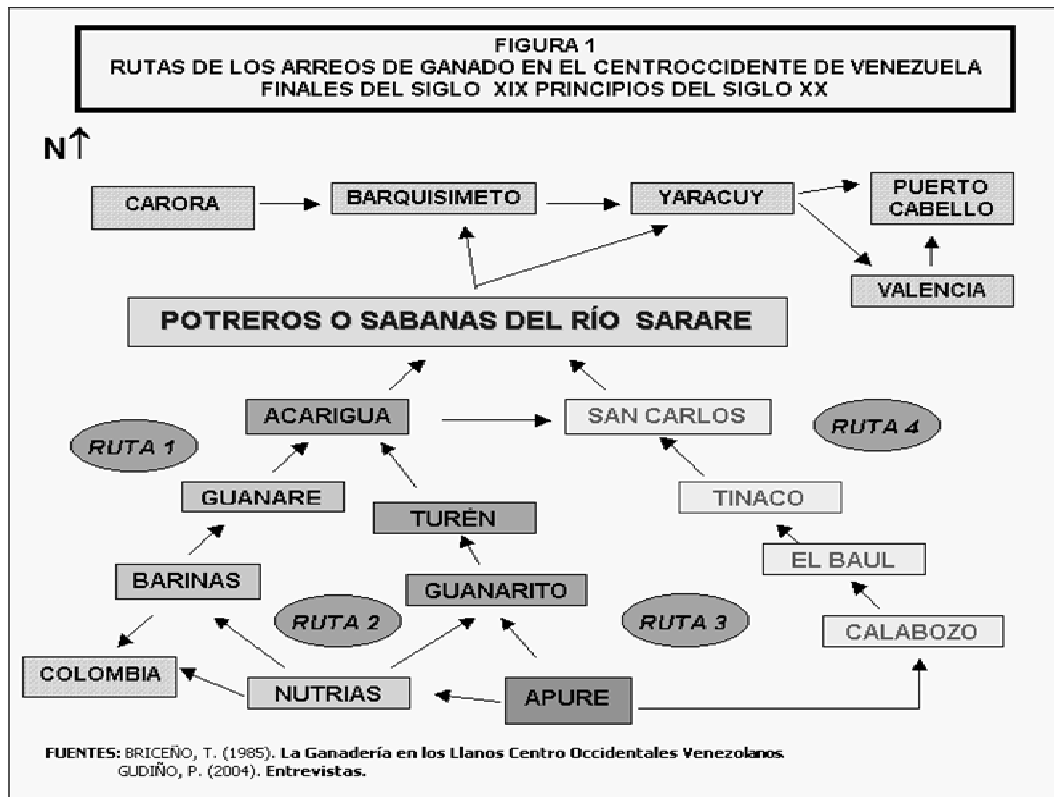 FIGURA 1
RUTAS DE LOS ARREOS DE GANADO EN EL CENTROCCIDENTE DE VENEZUELA
FINALES DEL SIGLO XIX PRINCIPIOS DEL SIGLO XX
N↑
CARORA
BARQUISIMETO
YARACUY
PUERTO
CABELLO
VALENCIA
POTREROS O SABANAS DEL RÍO SARARE
ACARIGUA
SAN CARLOS
RUTA 1
RUTA 4
GUANARE
TURÉN
TINACO
BARINAS
GUANARITO
EL BAUL
RUTA 2
RUTA 3
CALABOZO
COLOMBIA
NUTRIAS
APURE
FUENTES: BRICEÑO, T. (1985). La Ganadería en los Llanos Centro Occidentales Venezolanos.
GUDIÑO, P. (2004). Entrevistas.